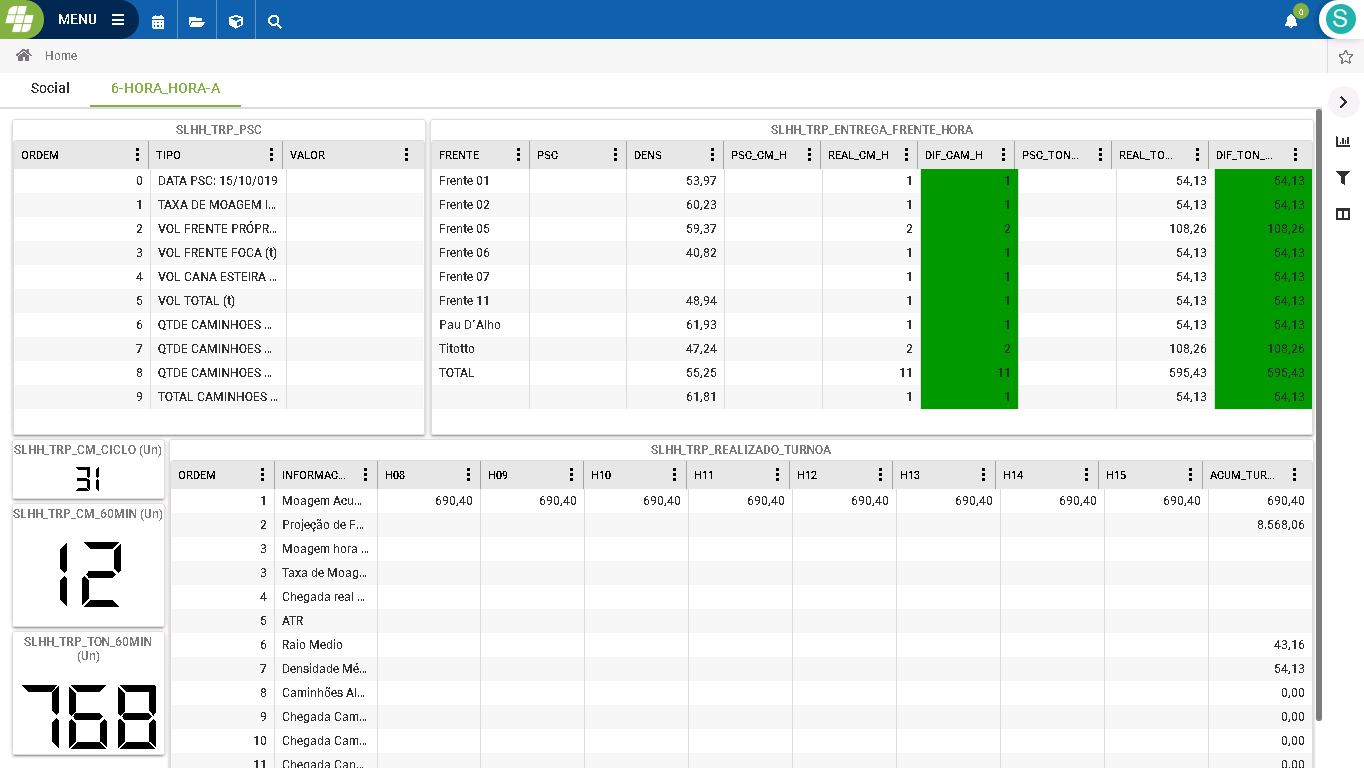 MENU
0
S
Home
Social 6-HORA_HORA-A
SLHH_TRP_PSC
ORDEM TIPO VALOR
0 DATA PSC: 15/10/019
1 TAXA DE MOAGEM I...
2 VOL FRENTE PRÓPR...
3 VOL FRENTE FOCA (t)
4 VOL CANA ESTEIRA ...
5 VOL TOTAL (t)
6 QTDE CAMINHOES ...
7 QTDE CAMINHOES ...
8 QTDE CAMINHOES ...
9 TOTAL CAMINHOES ...
SLHH_TRP_ENTREGA_FRENTE_HORA
FRENTE PSC DENS PSC_CM_H REAL_CM_H DIF_CAM_H PSC_TON... REAL_TO... DIF_TON_...
Frente 01 53,97 1 1 54,13 54,13
Frente 02 60,23 1 1 54,13 54,13
Frente 05 59,37 2 2 108,26 108,26
Frente 06 40,82 1 1 54,13 54,13
Frente 07 1 1 54,13 54,13
Frente 11 48,94 1 1 54,13 54,13
Pau D´Alho 61,93 1 1 54,13 54,13
Titotto 47,24 2 2 108,26 108,26
TOTAL 55,25 11 11 595,43 595,43
61,81 1 1 54,13 54,13
SLHH_TRP_CM_CICLO (Un)
31
SLHH_TRP_CM_60MIN (Un)
12
SLHH_TRP_TON_60MIN
(Un)
768
SLHH_TRP_REALIZADO_TURNOA
ORDEM INFORMAC... H08 H09 H10 H11 H12 H13 H14 H15 ACUM_TUR...
1 Moagem Acu... 690,40 690,40 690,40 690,40 690,40 690,40 690,40 690,40 690,40
2 Projeção de F... 8.568,06
3 Moagem hora ...
3 Taxa de Moag...
4 Chegada real ...
5 ATR
6 Raio Medio 43,16
7 Densidade Mé... 54,13
8 Caminhões Al... 0,00
9 Chegada Cam... 0,00
10 Chegada Cam... 0,00
11 Chegada Can... 0,00